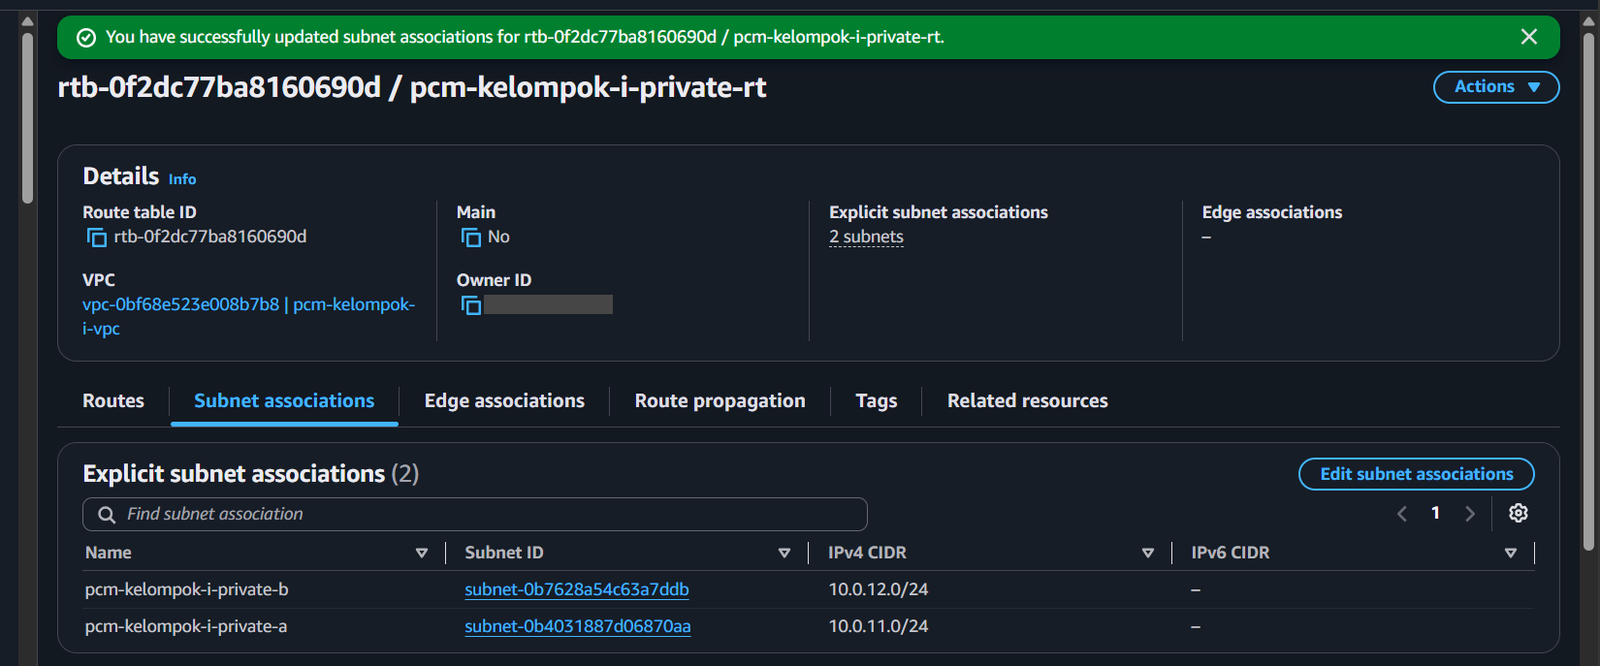 You have successfully updated subnet associations for rtb-0f2dc77ba8160690d / pcm-kelompok-i-private-rt.
rtb-0f2dc77ba8160690d / pcm-kelompok-i-private-rt
Actions
Details Info
Route table ID
rtb-0f2dc77ba8160690d
Main
No
Explicit subnet associations
2 subnets
Edge associations
–
VPC
vpc-0bf68e523e008b7b8 | pcm-kelompok-
i-vpc
Owner ID
Routes
Subnet associations
Edge associations
Route propagation
Tags
Related resources
Explicit subnet associations (2)
Edit subnet associations
Find subnet association
1
Name Subnet ID IPv4 CIDR IPv6 CIDR
pcm-kelompok-i-private-b subnet-0b7628a54c63a7ddb 10.0.12.0/24 –
pcm-kelompok-i-private-a subnet-0b4031887d06870aa 10.0.11.0/24 –